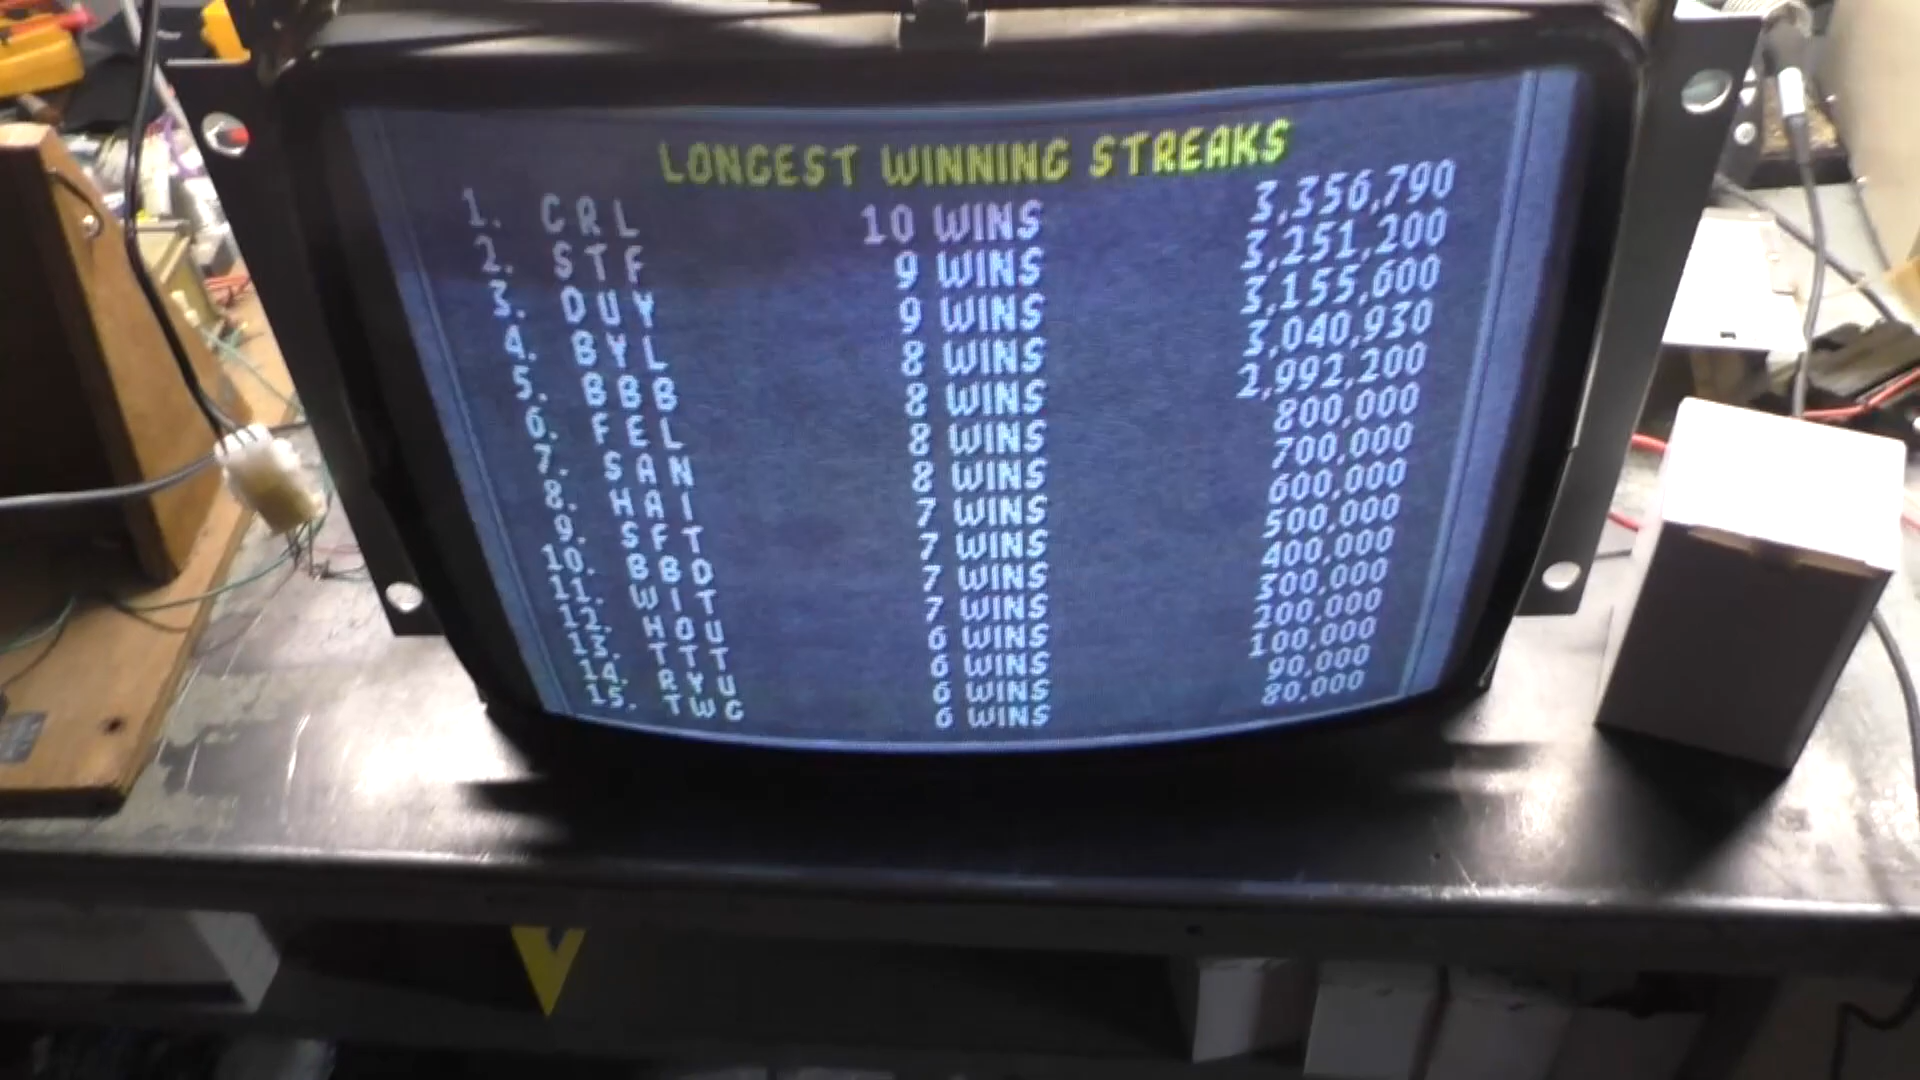 LONGEST WINNING STREAKS
1. CRL 10 WINS 3,356,790
2. STF 9 WINS 3,251,200
3. DUY 9 WINS 3,155,600
4. BYL 8 WINS 3,040,930
5. BBB 8 WINS 2,992,200
6. FEL 8 WINS 800,000
7. SAN 8 WINS 700,000
8. HAI 7 WINS 600,000
9. SFT 7 WINS 500,000
10. BBD 7 WINS 400,000
11. WIT 7 WINS 300,000
12. HOU 6 WINS 200,000
13. TTT 6 WINS 100,000
14. RYU 6 WINS 90,000
15. TWG 6 WINS 80,000